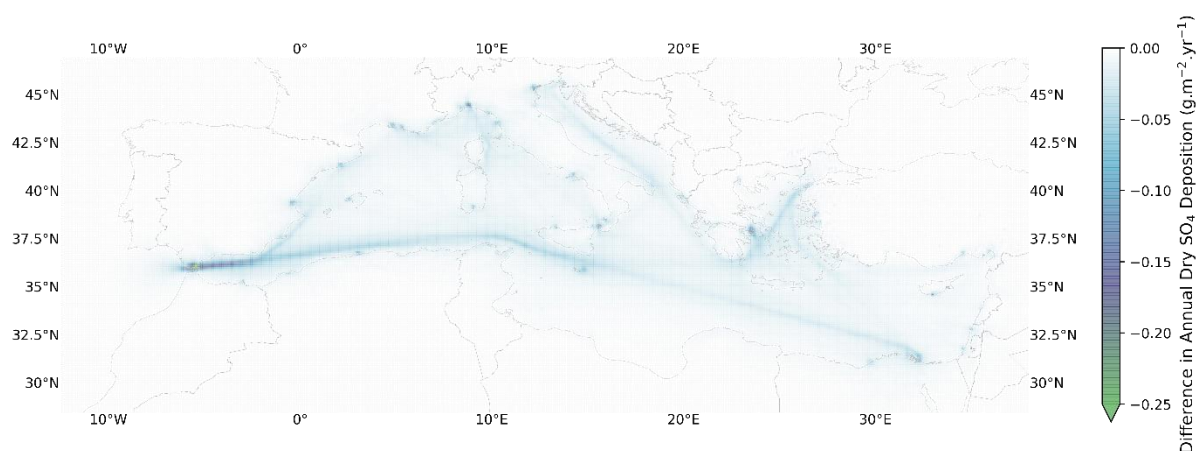 10°W 0° 10°E 20°E 30°E
45°N 45°N
42.5°N 42.5°N
40°N 40°N
37.5°N 37.5°N
35°N 35°N
32.5°N 32.5°N
30°N 30°N
10°W 0° 10°E 20°E 30°E
0.00
−0.05
−0.10
−0.15
−0.20
−0.25
Difference in Annual Dry SO₄ Deposition (g.m⁻².yr⁻¹)